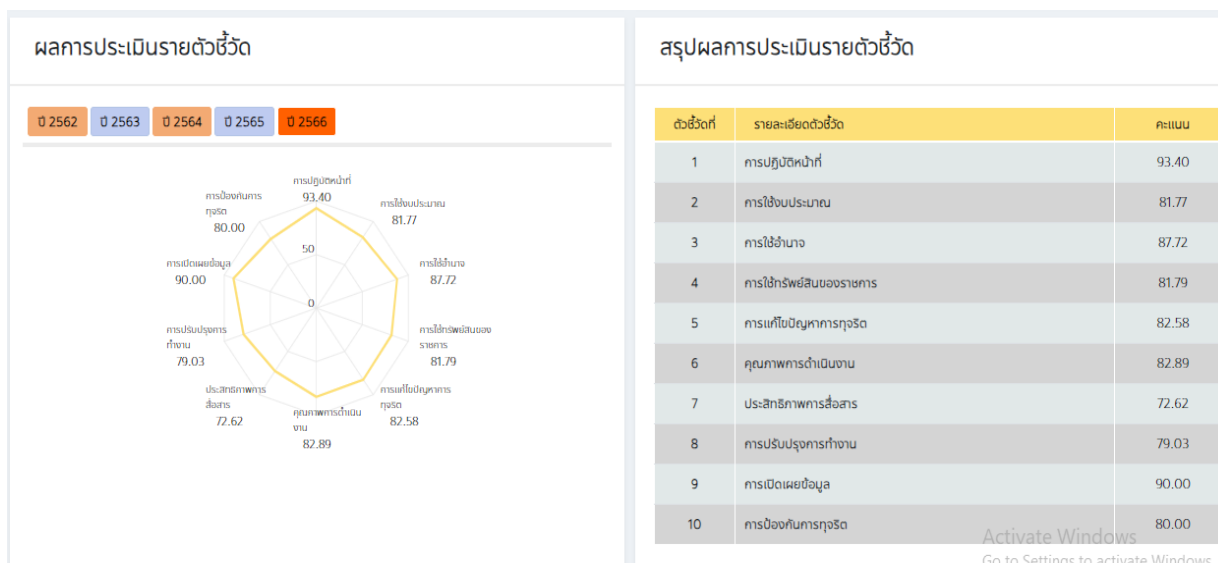 ผลการประเมินรายตัวชี้วัด
ปี 2562 ปี 2563 ปี 2564 ปี 2565 ปี 2566
การปฏิบัติหน้าที่
93.40
การใช้งบประมาณ
81.77
การใช้อำนาจ
87.72
การใช้ทรัพย์สินของ
ราชการ
81.79
การแก้ไขปัญหาการ
ทุจริต
82.58
คุณภาพการดำเนิน
งาน
82.89
ประสิทธิภาพการ
สื่อสาร
72.62
การปรับปรุงการ
ทำงาน
79.03
การเปิดเผยข้อมูล
90.00
การป้องกันการ
ทุจริต
80.00
50
0
สรุปผลการประเมินรายตัวชี้วัด
ตัวชี้วัดที่ รายละเอียดตัวชี้วัด คะแนน
1 การปฏิบัติหน้าที่ 93.40
2 การใช้งบประมาณ 81.77
3 การใช้อำนาจ 87.72
4 การใช้ทรัพย์สินของราชการ 81.79
5 การแก้ไขปัญหาการทุจริต 82.58
6 คุณภาพการดำเนินงาน 82.89
7 ประสิทธิภาพการสื่อสาร 72.62
8 การปรับปรุงการทำงาน 79.03
9 การเปิดเผยข้อมูล 90.00
10 การป้องกันการทุจริต 80.00
Activate Windows
Go to Settings to activate Windows.